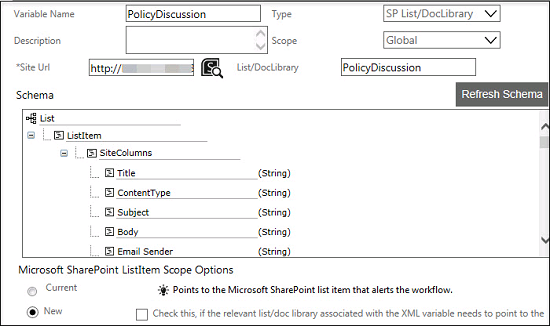 Variable Name PolicyDiscussion Type SP List/DocLibrary
Description Scope Global
*Site Url http:// List/DocLibrary PolicyDiscussion
Schema Refresh Schema
List
ListItem
SiteColumns
Title (String)
ContentType (String)
Subject (String)
Body (String)
Email Sender (String)
Microsoft SharePoint ListItem Scope Options
Current Points to the Microsoft SharePoint list item that alerts the workflow.
New Check this, if the relevant list/doc library associated with the XML variable needs to point to the